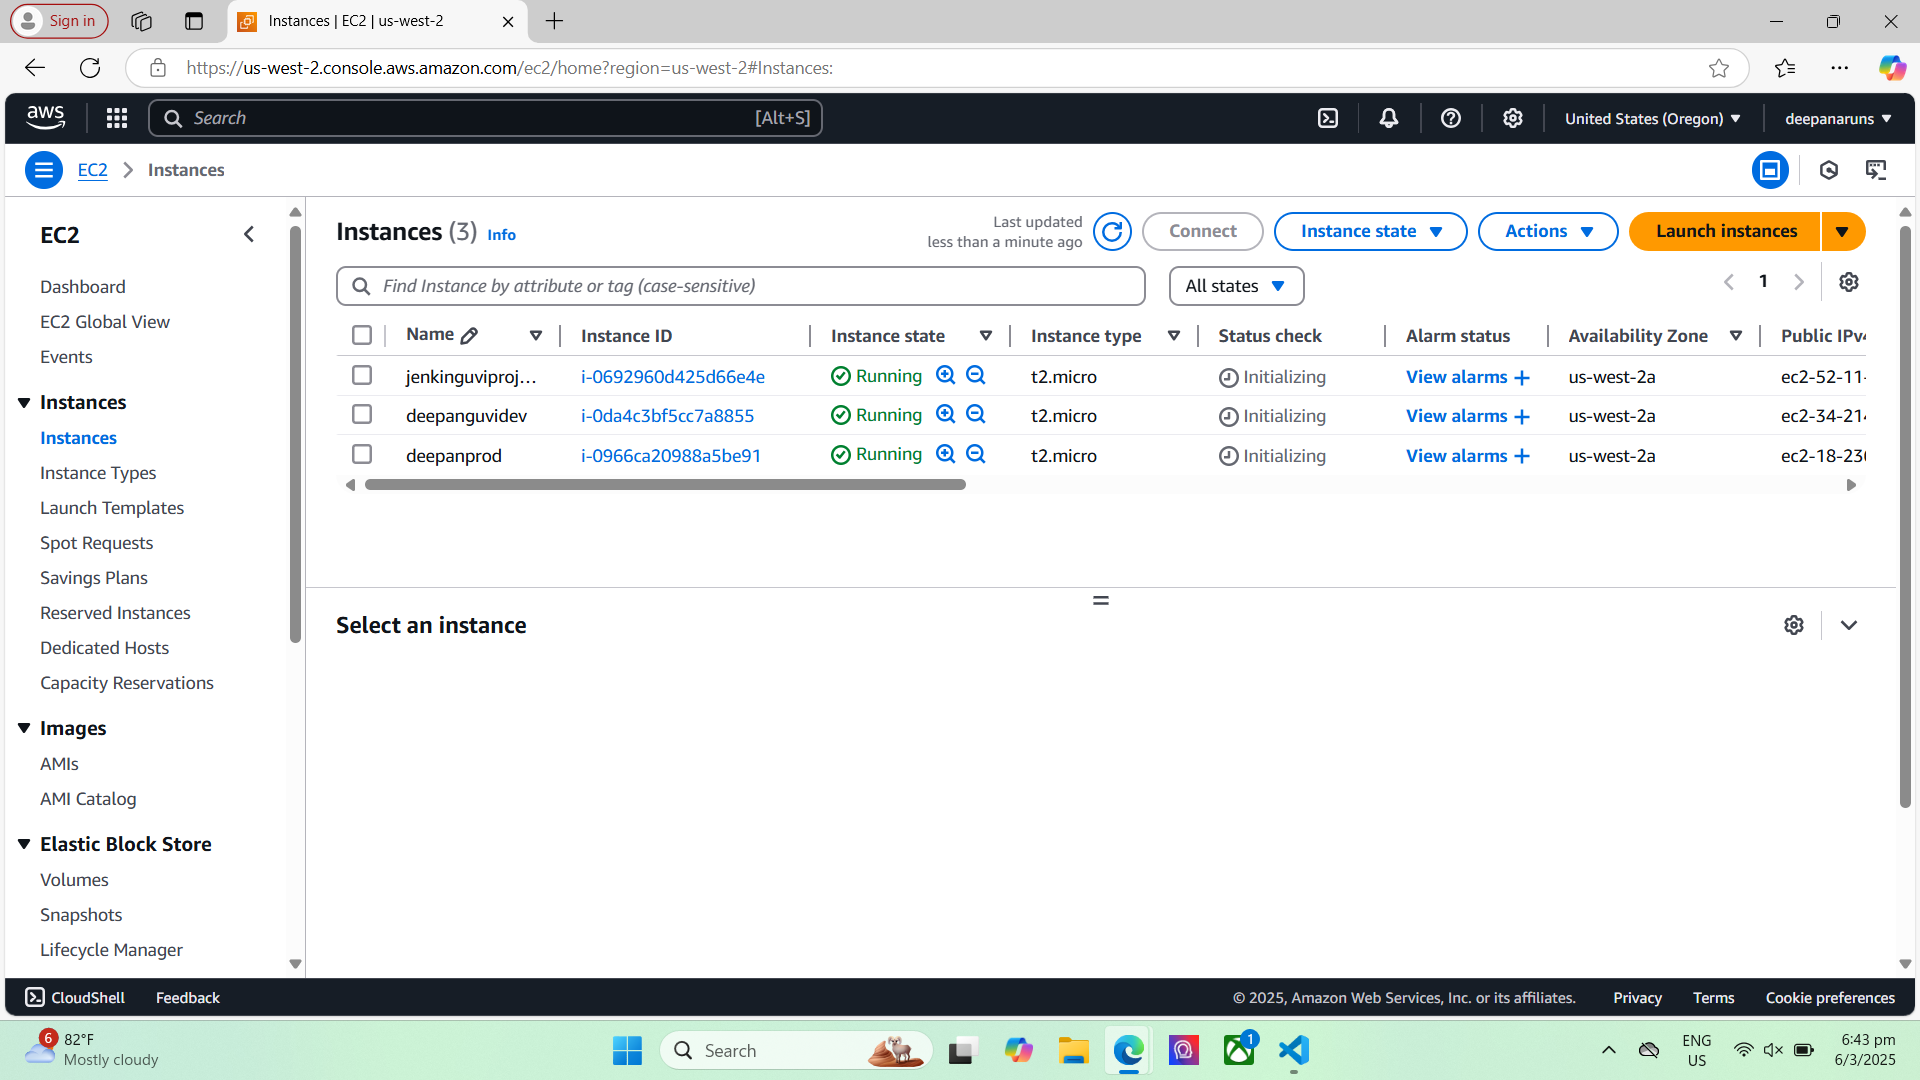 Sign in
Instances | EC2 | us-west-2
https://us-west-2.console.aws.amazon.com/ec2/home?region=us-west-2#Instances:
aws
Search
[Alt+S]
United States (Oregon)
deepanaruns
EC2
Instances
EC2
Dashboard
EC2 Global View
Events
Instances
Instances
Instance Types
Launch Templates
Spot Requests
Savings Plans
Reserved Instances
Dedicated Hosts
Capacity Reservations
Images
AMIs
AMI Catalog
Elastic Block Store
Volumes
Snapshots
Lifecycle Manager
Instances (3) Info
Last updated
less than a minute ago
Connect
Instance state
Actions
Launch instances
Find Instance by attribute or tag (case-sensitive)
All states
1
Name Instance ID Instance state Instance type Status check Alarm status Availability Zone Public IPv4
jenkinguviproj... i-0692960d425d66e4e Running t2.micro Initializing View alarms + us-west-2a ec2-52-11-
deepanguvidev i-0da4c3bf5cc7a8855 Running t2.micro Initializing View alarms + us-west-2a ec2-34-214
deepanprod i-0966ca20988a5be91 Running t2.micro Initializing View alarms + us-west-2a ec2-18-236
Select an instance
CloudShell
Feedback
© 2025, Amazon Web Services, Inc. or its affiliates.
Privacy
Terms
Cookie preferences
6
82°F
Mostly cloudy
Search
1
ENG
US
6:43 pm
6/3/2025